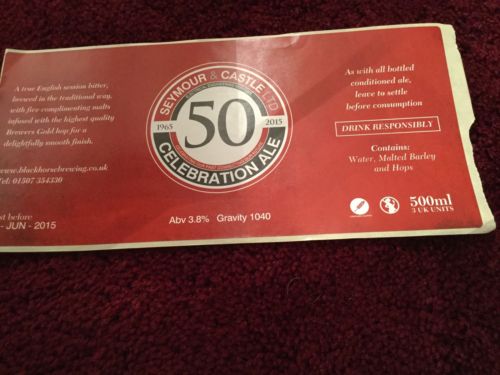 A true English session bitter,
brewed in the traditional way,
with five complimenting malts
infused with the highest quality
Brewers Gold hop for a
delightfully smooth finish.
www.blackhorsebrewing.co.uk
Tel: 01507 354330
before
- JUN - 2015
SEYMOUR & CASTLE LTD
1965
50
2015
CELEBRATION ALE
Abv 3.8% Gravity 1040
As with all bottled
conditioned ale,
leave to settle
before consumption
DRINK RESPONSIBLY
Contains:
Water, Malted Barley
and Hops
500ml
3 UK UNITS